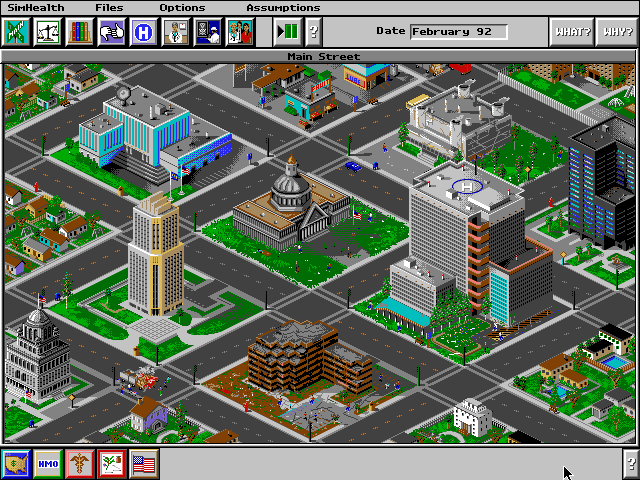 SimHealth Files Options Assumptions
H ? Date February 92 WHAT? WHY?
Main Street
H
HMO ?